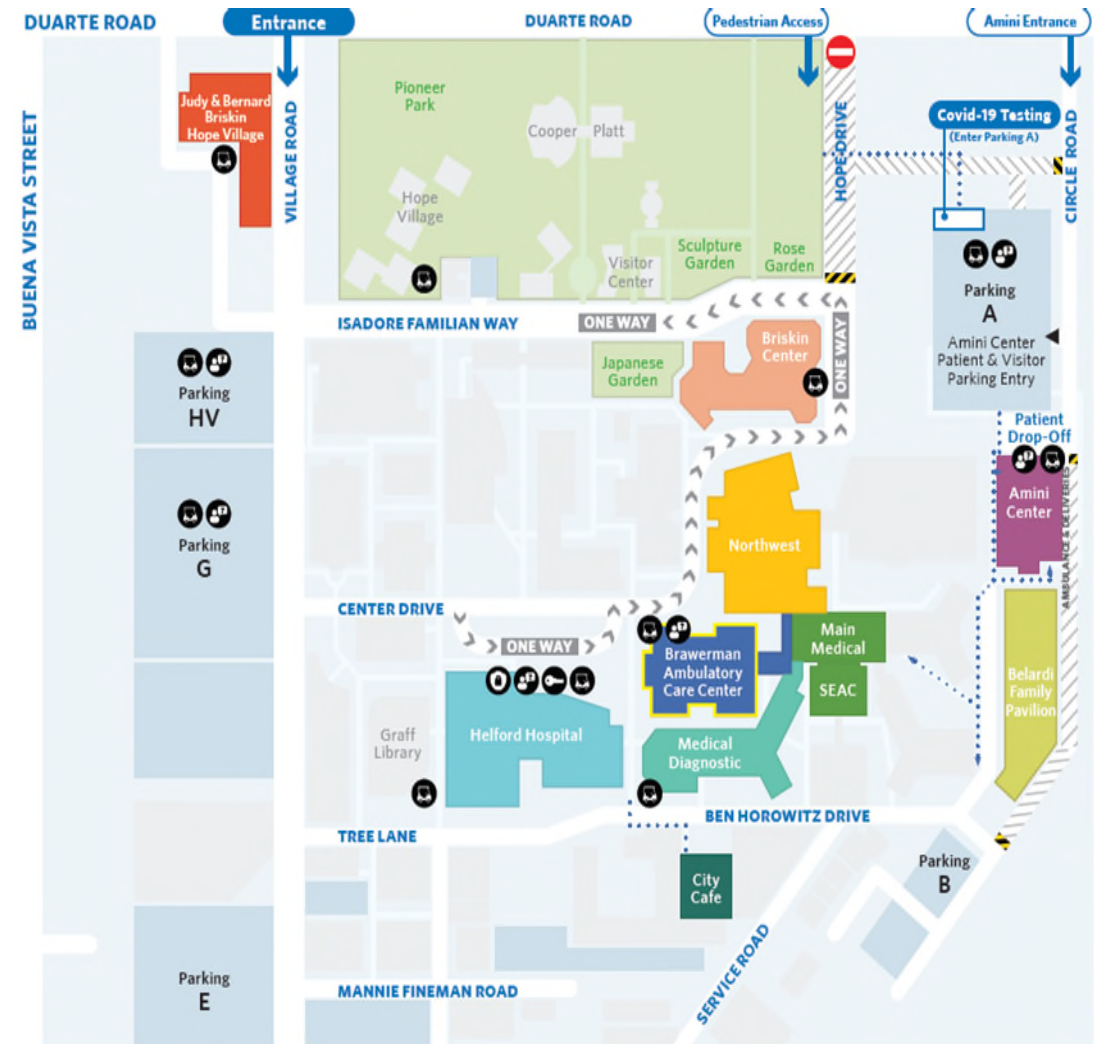 DUARTE ROAD
Entrance
DUARTE ROAD
Pedestrian Access
Amini Entrance
BUENA VISTA STREET
Judy & Bernard
Briskin
Hope Village
VILLAGE ROAD
Pioneer
Park
Cooper
Platt
Hope
Village
Visitor
Center
Sculpture
Garden
Rose
Garden
HOPE DRIVE
Covid-19 Testing
(Enter Parking A)
CIRCLE ROAD
Parking
A
Amini Center
Patient & Visitor
Parking Entry
ISADORE FAMILIAN WAY
ONE WAY
Japanese
Garden
Briskin
Center
ONE WAY
Parking
HV
Patient
Drop-Off
Amini
Center
AMBULANCE & DELIVERIES
Parking
G
Northwest
CENTER DRIVE
ONE WAY
Brawerman
Ambulatory
Care Center
Main
Medical
SEAC
Belardi
Family
Pavilion
Graff
Library
Helford Hospital
Medical
Diagnostic
TREE LANE
BEN HOROWITZ DRIVE
City
Cafe
Parking
B
Parking
E
MANNIE FINEMAN ROAD
SERVICE ROAD